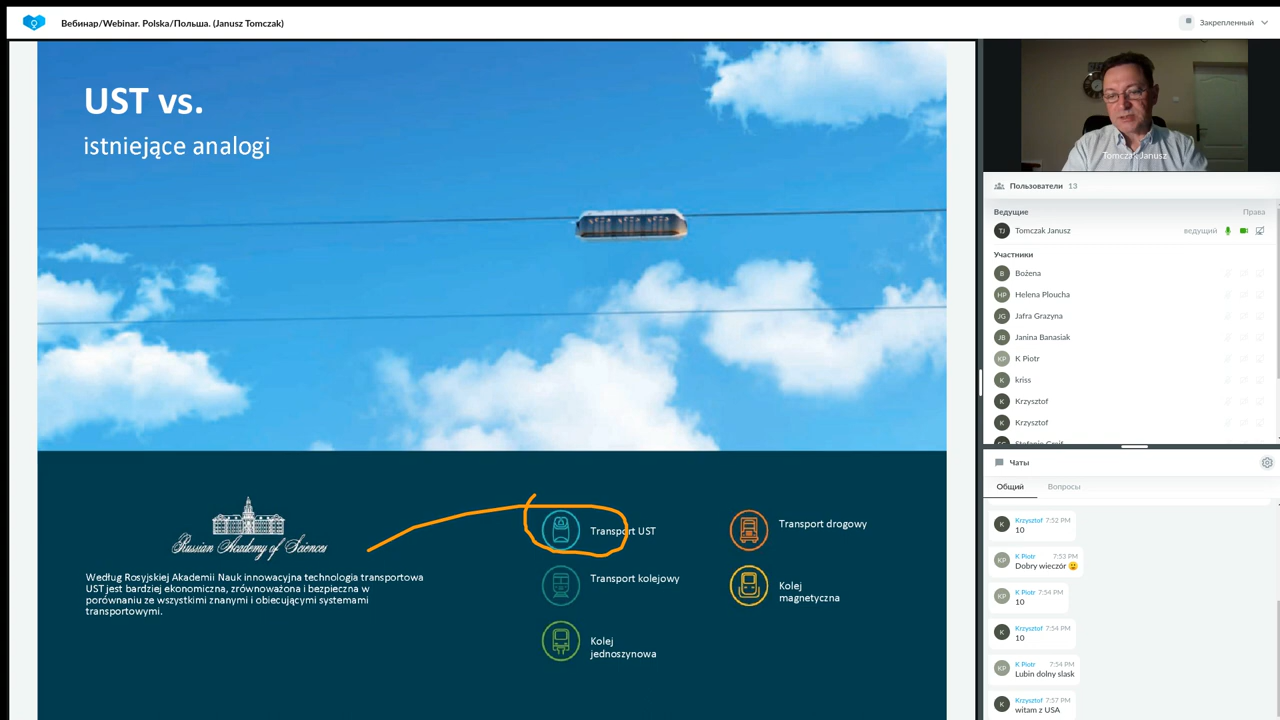 Вебинар/Webinar. Polska/Польша. (Janusz Tomczak)
Закрепленный
UST vs.
istniejące analogi
Russian Academy of Sciences
Według Rosyjskiej Akademii Nauk innowacyjna technologia transportowa
UST jest bardziej ekonomiczna, zrównoważona i bezpieczna w
porównaniu ze wszystkimi znanymi i obiecującymi systemami
transportowymi.
Transport UST
Transport kolejowy
Kolej
jednoszynowa
Transport drogowy
Kolej
magnetyczna
Tomczak Janusz
Пользователи 13
Ведущие Права
TJ Tomczak Janusz ведущий
Участники
B Bożena
HP Helena Ploucha
JG Jafra Grazyna
JB Janina Banasiak
KP K Piotr
K kriss
K Krzysztof
K Krzysztof
Stefania Greif
Чаты
Общий Вопросы
K Krzysztof 7:52 PM
10
KP K Piotr 7:53 PM
Dobry wieczór 🙂
KP K Piotr 7:54 PM
10
K Krzysztof 7:54 PM
10
KP K Piotr 7:54 PM
Lubin dolny slask
K Krzysztof 7:57 PM
witam z USA